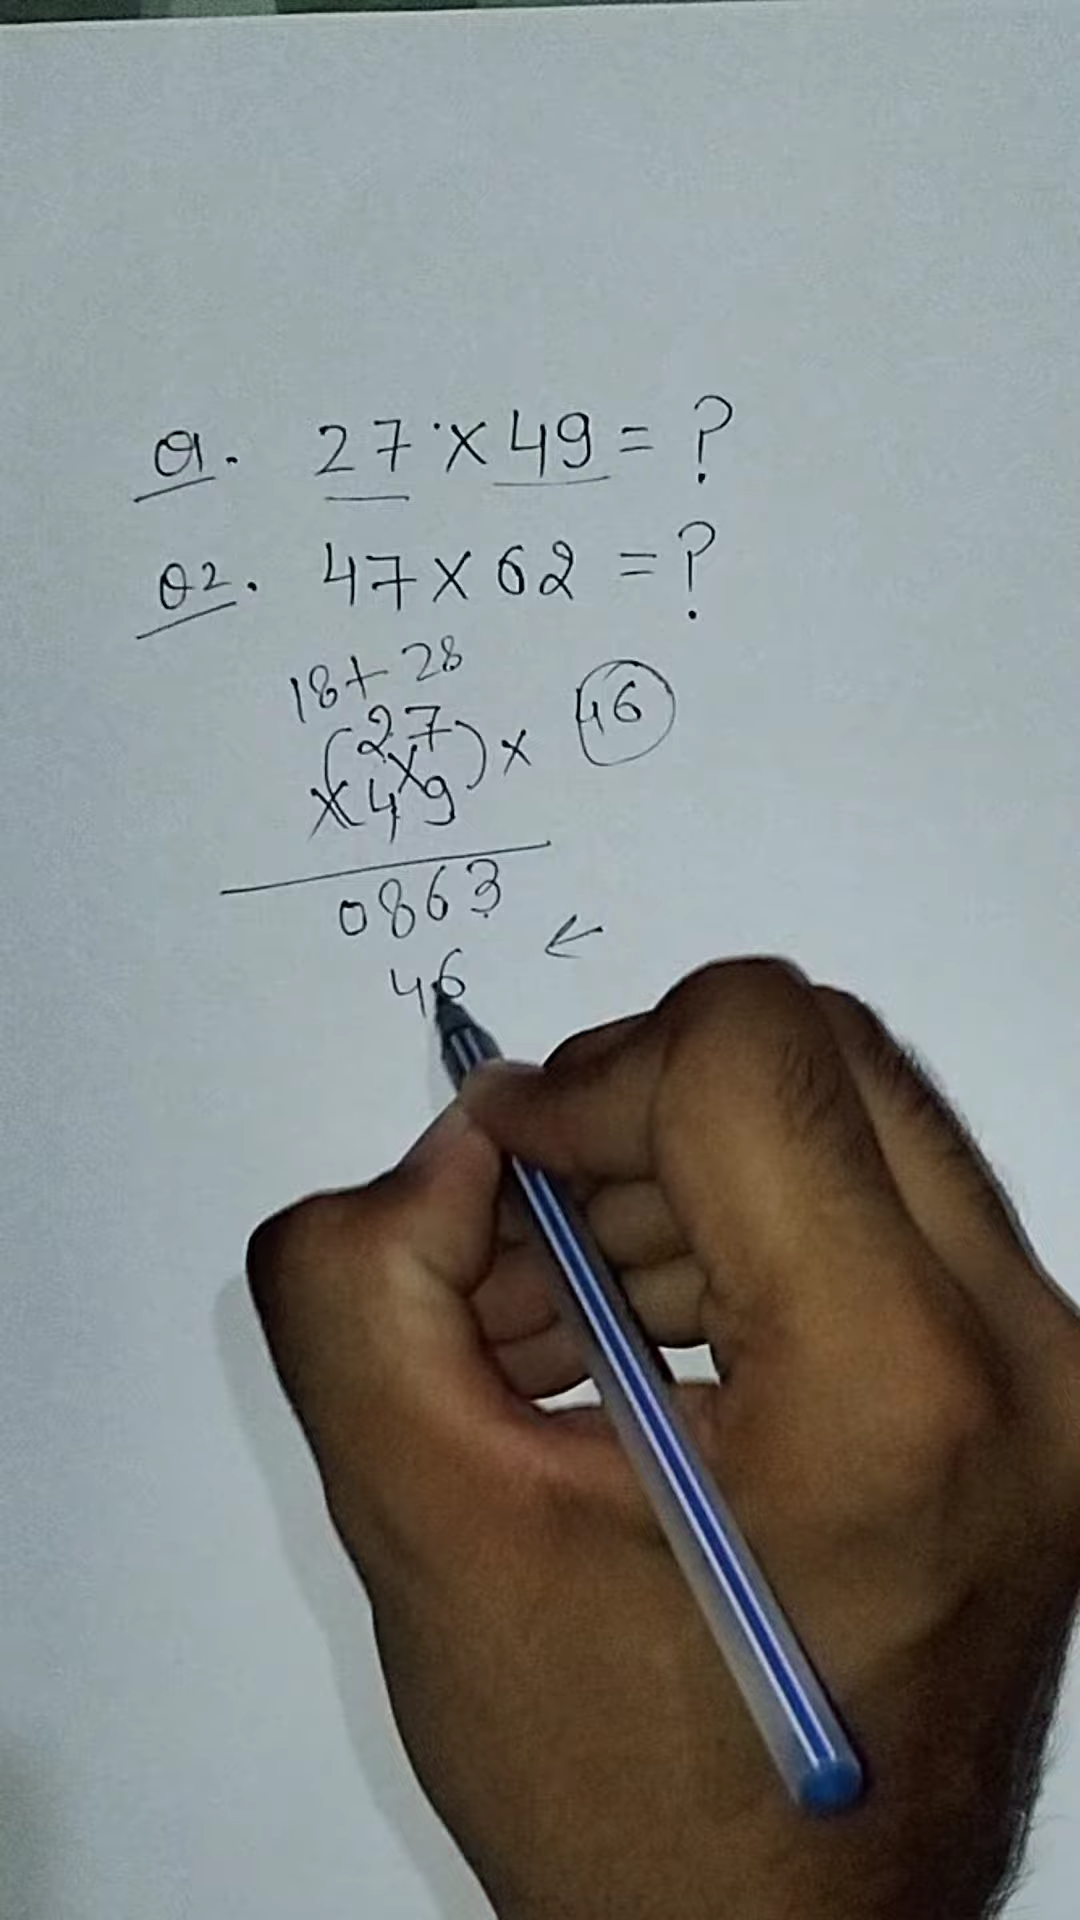 Q1. 27 × 49 = ?
Q2. 47 × 62 = ?
18 + 28
(27) × 46
×49
0863
46 ←